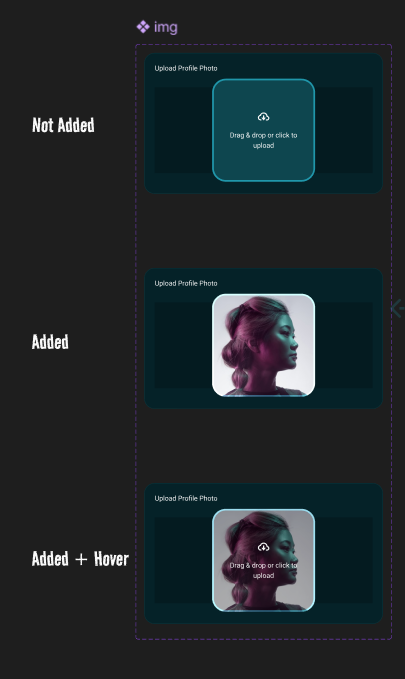 img
Upload Profile Photo
Not Added
Drag & drop or click to
upload
Upload Profile Photo
Added
Upload Profile Photo
Added + Hover
Drag & drop or click to
upload